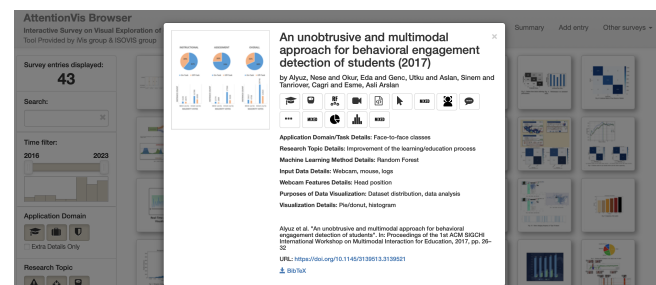 AttentionVis Browser
Interactive Survey on Visual Exploration of
Tool Provided by iVis group & ISOVIS group
Summary Add entry Other surveys
Survey entries displayed:
43
Search:
Time filter:
2016 2023
Application Domain
Extra Details Only
Research Topic
An unobtrusive and multimodal
approach for behavioral engagement
detection of students (2017)
by Alyuz, Nese and Okur, Eda and Genc, Utku and Aslan, Sinem and
Tanriover, Cagri and Esme, Asli Arslan
RF
MIXED
MIXED
MIXED
Application Domain/Task Details: Face-to-face classes
Research Topic Details: Improvement of the learning/education process
Machine Learning Method Details: Random Forest
Input Data Details: Webcam, mouse, logs
Webcam Features Details: Head position
Purposes of Data Visualization: Dataset distribution, data analysis
Visualization Details: Pie/donut, histogram
Alyuz et al. "An unobtrusive and multimodal approach for behavioral
engagement detection of students". In: Proceedings of the 1st ACM SIGCHI
International Workshop on Multimodal Interaction for Education, 2017, pp. 26–
32
URL: https://doi.org/10.1145/3139513.3139521
BibTeX